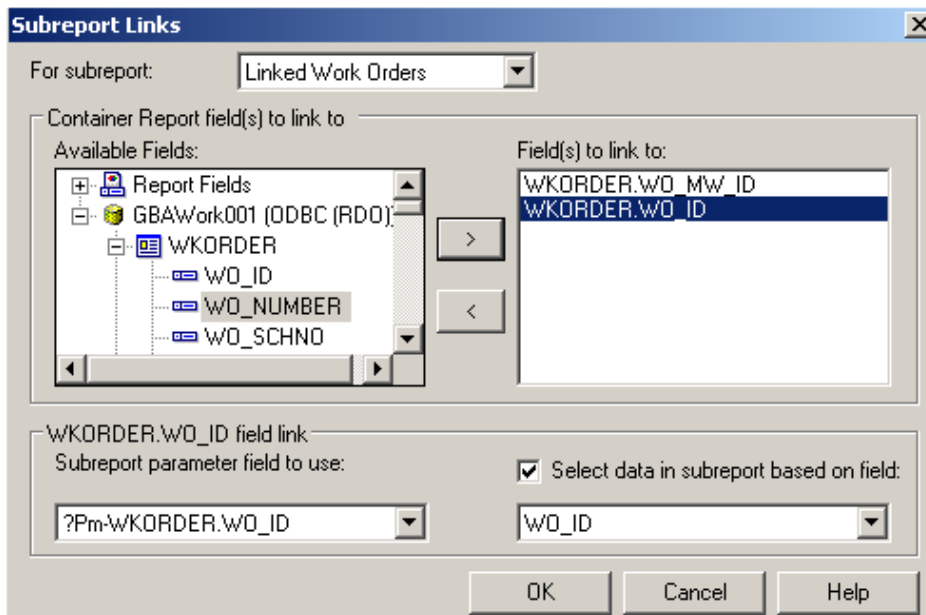 Subreport Links
For subreport: Linked Work Orders
Container Report field(s) to link to
Available Fields:
Report Fields
GBAWork001 (ODBC (RDO))
WKORDER
WO_ID
WO_NUMBER
WO_SCHNO
>
<
Field(s) to link to:
WKORDER.WO_MW_ID
WKORDER.WO_ID
WKORDER.WO_ID field link
Subreport parameter field to use:
?Pm-WKORDER.WO_ID
Select data in subreport based on field:
WO_ID
OK Cancel Help